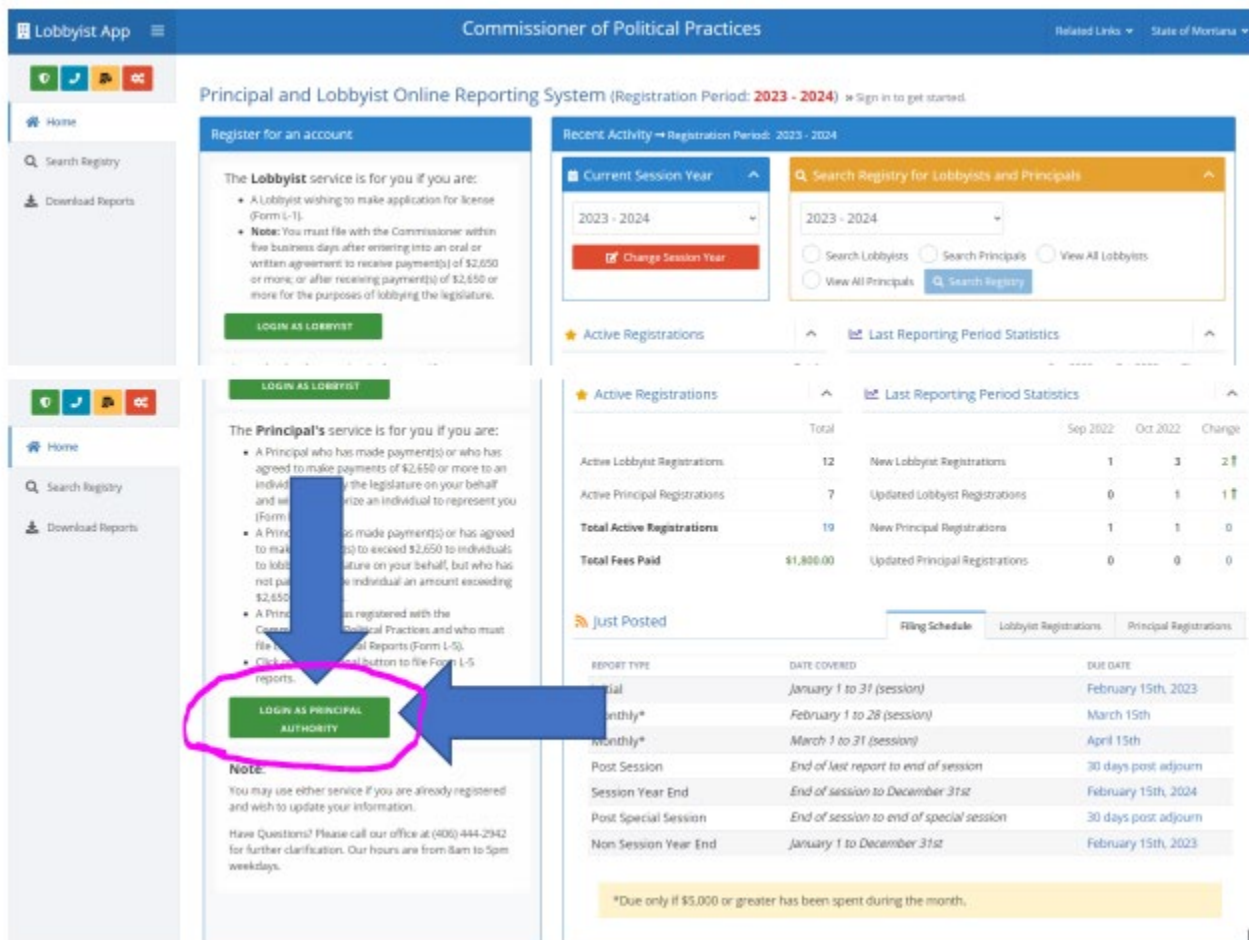 Lobbyist App
Commissioner of Political Practices
Related Links
State of Montana
Home
Search Registry
Download Reports
Principal and Lobbyist Online Reporting System (Registration Period: 2023 - 2024) » Sign in to get started.
Register for an account
The Lobbyist service is for you if you are:
• A Lobbyist wishing to make application for license
(Form L-1).
• Note: You must file with the Commissioner within
five business days after entering into an oral or
written agreement to receive payment(s) of $2,650
or more; or after receiving payment(s) of $2,650 or
more for the purposes of lobbying the legislature.
LOGIN AS LOBBYIST
Recent Activity → Registration Period: 2023 - 2024
Current Session Year
2023 - 2024
Change Session Year
Search Registry for Lobbyists and Principals
2023 - 2024
Search Lobbyists Search Principals View All Lobbyists
View All Principals Search Registry
Active Registrations
Last Reporting Period Statistics
Home
Search Registry
Download Reports
LOGIN AS LOBBYIST
The Principal's service is for you if you are:
• A Principal who has made payment(s) or who has
agreed to make payments of $2,650 or more to an
the legislature on your behalf
an individual to represent you
• A made payment(s) or has agreed
to to exceed $2,650 to individuals
to on your behalf, but who has
not individual an amount exceeding
$2,650
• A registered with the
Political Practices and who must
file Reports (Form L-5).
• Click button to file Form L-5
reports.
LOGIN AS PRINCIPAL
AUTHORITY
Note:
You may use either service if you are already registered
and wish to update your information.
Have Questions? Please call our office at (406) 444-2942
for further clarification. Our hours are from 8am to 5pm
weekdays.
Active Registrations
Total
Active Lobbyist Registrations 12
Active Principal Registrations 7
Total Active Registrations 19
Total Fees Paid $1,800.00
Last Reporting Period Statistics
Sep 2022 Oct 2022 Change
New Lobbyist Registrations 1 3 2
Updated Lobbyist Registrations 0 1 1
New Principal Registrations 1 1 0
Updated Principal Registrations 0 0 0
Just Posted
Filing Schedule Lobbyist Registrations Principal Registrations
REPORT TYPE DATE COVERED DUE DATE
January 1 to 31 (session) February 15th, 2023
February 1 to 28 (session) March 15th
Monthly* March 1 to 31 (session) April 15th
Post Session End of last report to end of session 30 days post adjourn
Session Year End End of session to December 31st February 15th, 2024
Post Special Session End of session to end of special session 30 days post adjourn
Non Session Year End January 1 to December 31st February 15th, 2023
*Due only if $5,000 or greater has been spent during the month.